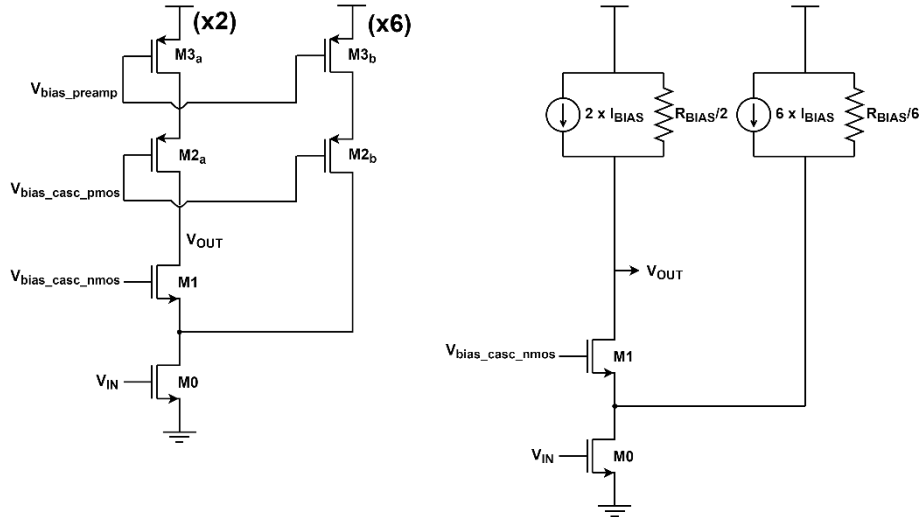 (x2)
(x6)
M3a
M3b
Vbias_preamp
M2a
M2b
Vbias_casc_pmos
VOUT
Vbias_casc_nmos
M1
VIN
M0
2 x IBIAS
RBIAS/2
6 x IBIAS
RBIAS/6
VOUT
Vbias_casc_nmos
M1
VIN
M0